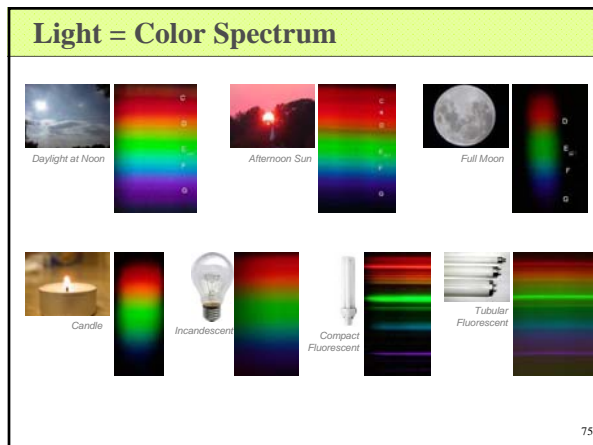 Light = Color Spectrum
C
D
E
F
G
Daylight at Noon
C
D
E
F
G
Afternoon Sun
D
E
F
G
Full Moon
Candle
Incandescent
Compact
Fluorescent
Tubular
Fluorescent
75